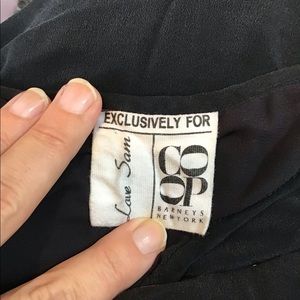 EXCLUSIVELY FOR
Love Sam
CO
OP
BARNEYS
NEW YORK